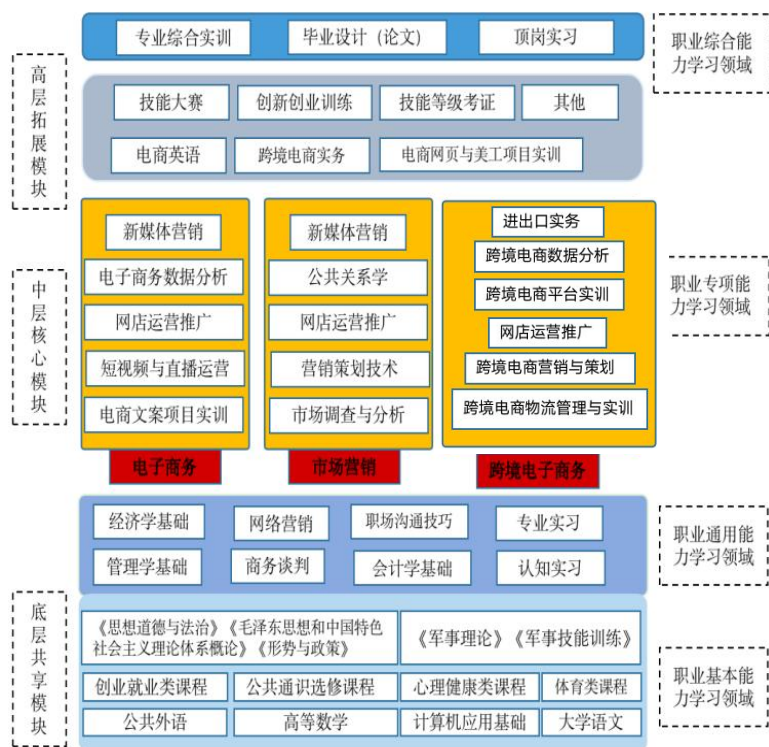 专业综合实训
毕业设计（论文）
顶岗实习
职业综合能
力学习领域
高层拓展模块
技能大赛
创新创业训练
技能等级考证
其他
电商英语
跨境电商实务
电商网页与美工项目实训
中层核心模块
新媒体营销
电子商务数据分析
网店运营推广
短视频与直播运营
电商文案项目实训
电子商务
新媒体营销
公共关系学
网店运营推广
营销策划技术
市场调查与分析
市场营销
进出口实务
跨境电商数据分析
跨境电商平台实训
网店运营推广
跨境电商营销与策划
跨境电商物流管理与实训
跨境电子商务
职业专项能
力学习领域
经济学基础
网络营销
职场沟通技巧
专业实习
管理学基础
商务谈判
会计学基础
认知实习
职业通用能
力学习领域
底层共享模块
《思想道德与法治》《毛泽东思想和中国特色
社会主义理论体系概论》《形势与政策》
《军事理论》《军事技能训练》
创业就业类课程
公共通识选修课程
心理健康类课程
体育类课程
公共外语
高等数学
计算机应用基础
大学语文
职业基本能
力学习领域